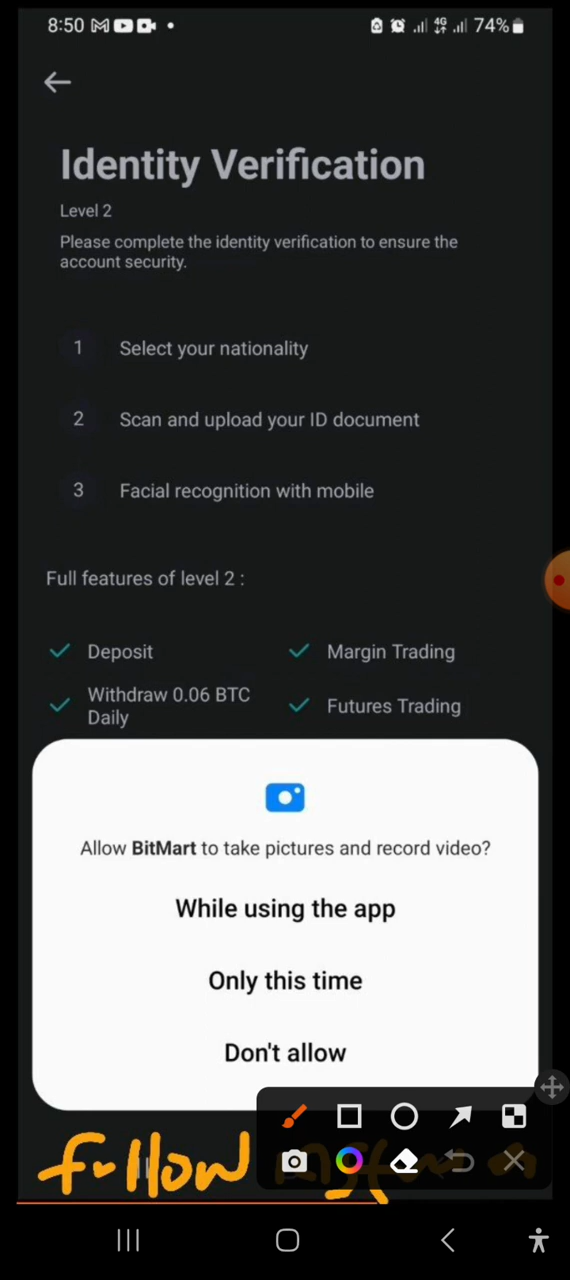 8:50
4G
74%
Identity Verification
Level 2
Please complete the identity verification to ensure the
account security.
1 Select your nationality
2 Scan and upload your ID document
3 Facial recognition with mobile
Full features of level 2 :
Deposit
Margin Trading
Withdraw 0.06 BTC
Daily
Futures Trading
Allow BitMart to take pictures and record video?
While using the app
Only this time
Don't allow
follow